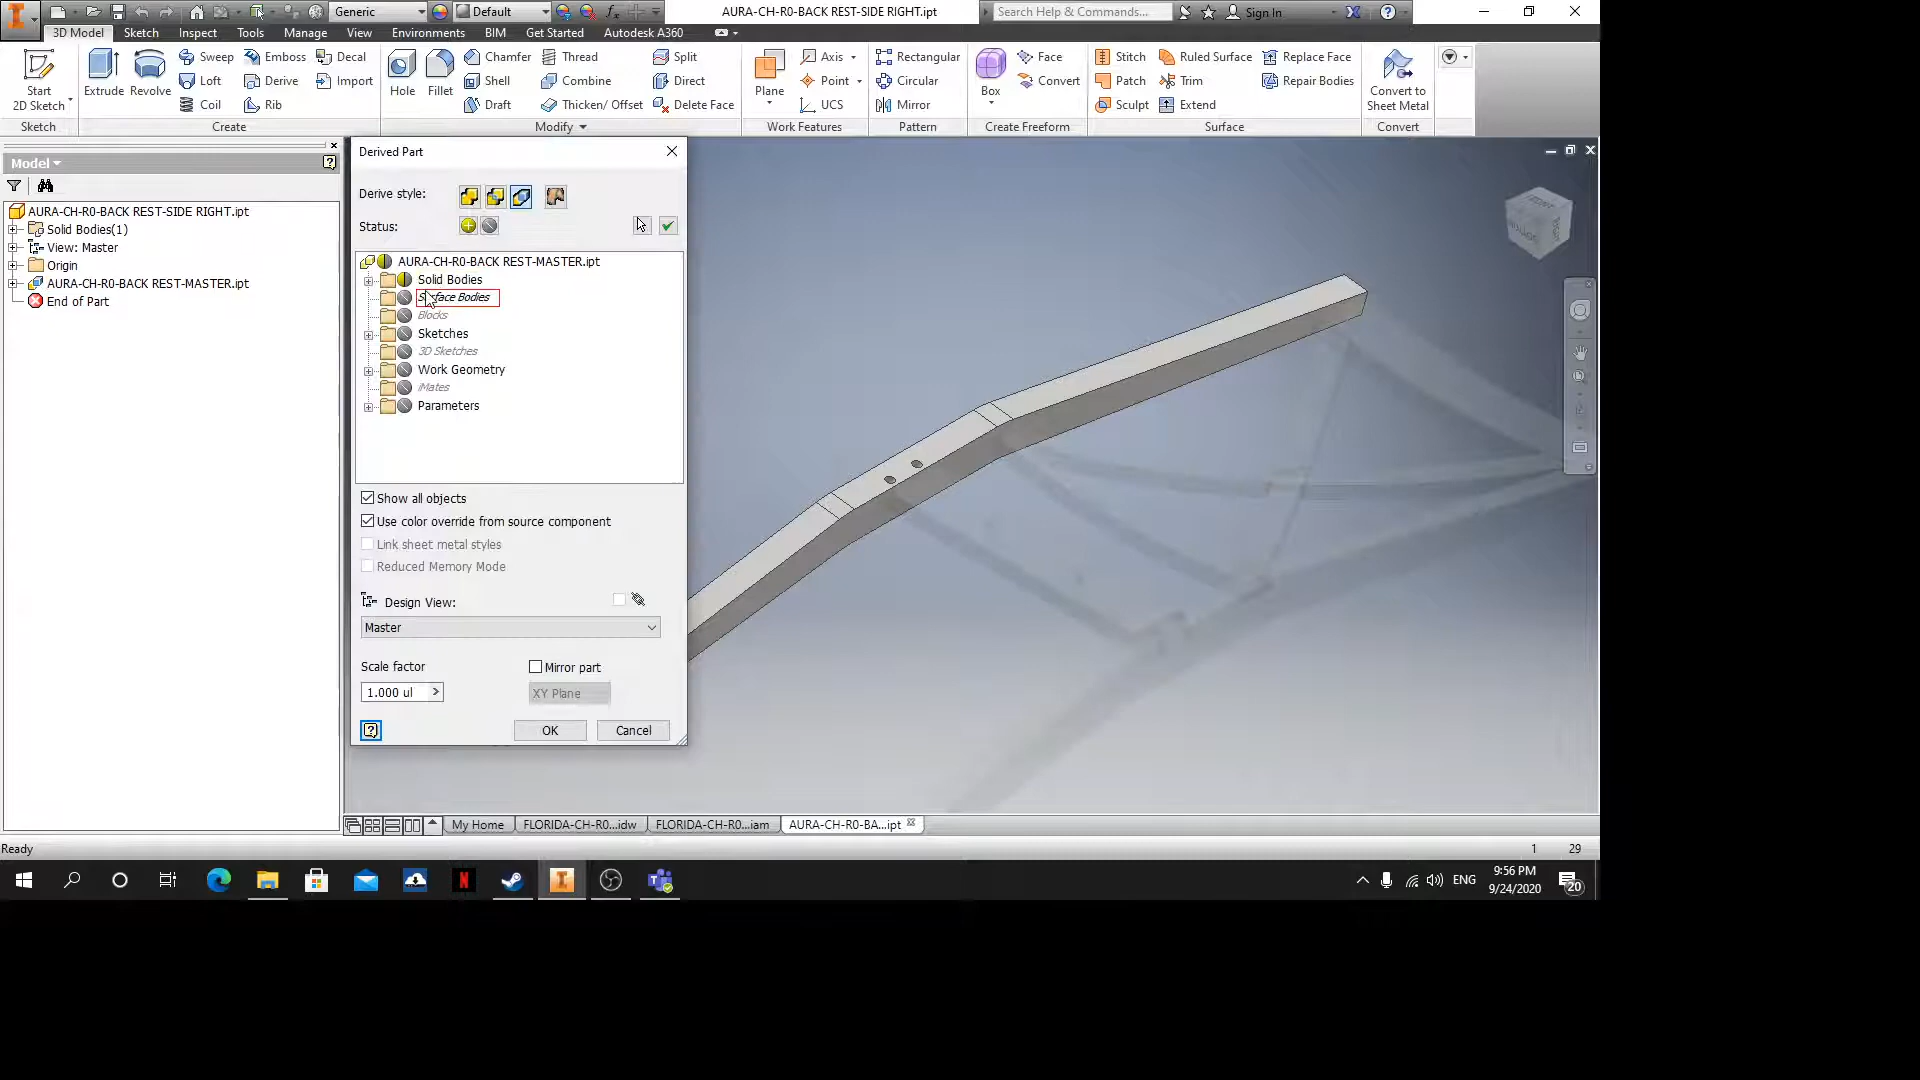 Generic
Default
AURA-CH-R0-BACK REST-SIDE RIGHT.ipt
Search Help & Commands...
Sign In
3D Model Sketch Inspect Tools Manage View Environments BIM Get Started Autodesk A360
Start 2D Sketch
Extrude
Revolve
Sweep
Emboss
Decal
Loft
Derive
Import
Coil
Rib
Hole
Fillet
Chamfer
Thread
Split
Shell
Combine
Direct
Draft
Thicken/ Offset
Delete Face
Plane
Axis
Point
UCS
Rectangular
Circular
Mirror
Box
Face
Convert
Stitch
Ruled Surface
Replace Face
Patch
Trim
Repair Bodies
Sculpt
Extend
Convert to Sheet Metal
Sketch
Create
Modify
Work Features
Pattern
Create Freeform
Surface
Convert
Model
AURA-CH-R0-BACK REST-SIDE RIGHT.ipt
Solid Bodies(1)
View: Master
Origin
AURA-CH-R0-BACK REST-MASTER.ipt
End of Part
Derived Part
Derive style:
Status:
AURA-CH-R0-BACK REST-MASTER.ipt
Solid Bodies
Surface Bodies
Blocks
Sketches
3D Sketches
Work Geometry
iMates
Parameters
Show all objects
Use color override from source component
Link sheet metal styles
Reduced Memory Mode
Design View:
Master
Scale factor
Mirror part
1.000 ul
XY Plane
OK
Cancel
My Home
FLORIDA-CH-R0...idw
FLORIDA-CH-R0...iam
AURA-CH-R0-BA...ipt
Ready
1
29
ENG
9:56 PM
9/24/2020
20